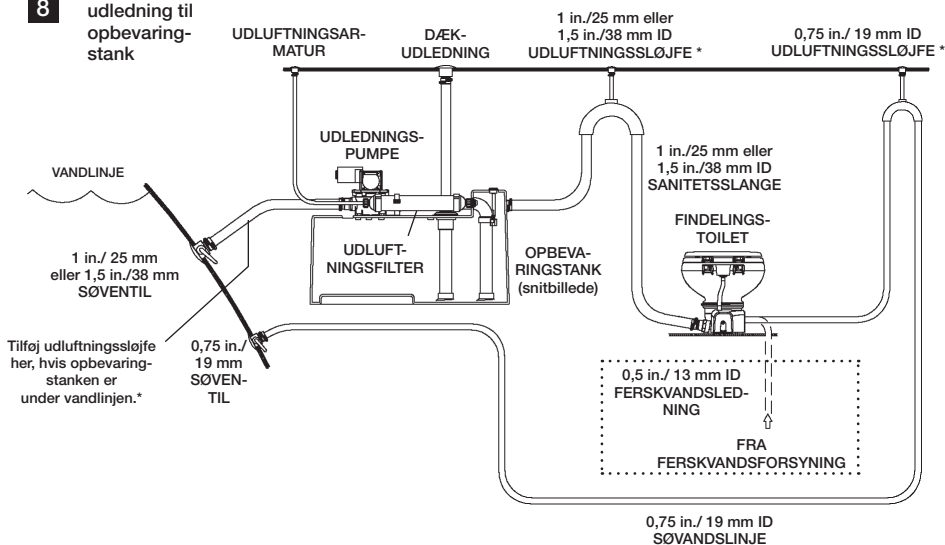 8
udledning til
opbevaring-
stank
UDLUFTNINGSAR-
MATUR
DÆK-
UDLEDNING
1 in./25 mm eller
1,5 in./38 mm ID
UDLUFTNINGSSLØJFE *
0,75 in./ 19 mm ID
UDLUFTNINGSSLØJFE *
UDLEDNINGS-
PUMPE
VANDLINJE
1 in./25 mm eller
1,5 in./38 mm ID
SANITETSSLANGE
FINDELINGS-
TOILET
UDLUFT-
NINGSFILTER
OPBEVA-
RINGSTANK
(snitbillede)
1 in./ 25 mm
eller 1,5 in./38 mm
SØVENTIL
Tilføj udluftningssløjfe
her, hvis opbevaring-
stanken er
under vandlinjen.*
0,75 in./
19 mm
SØVEN-
TIL
0,5 in./ 13 mm ID
FERSKVANDSLED-
NING
FRA
FERSKVANDSFORSYNING
0,75 in./ 19 mm ID
SØVANDSLINJE